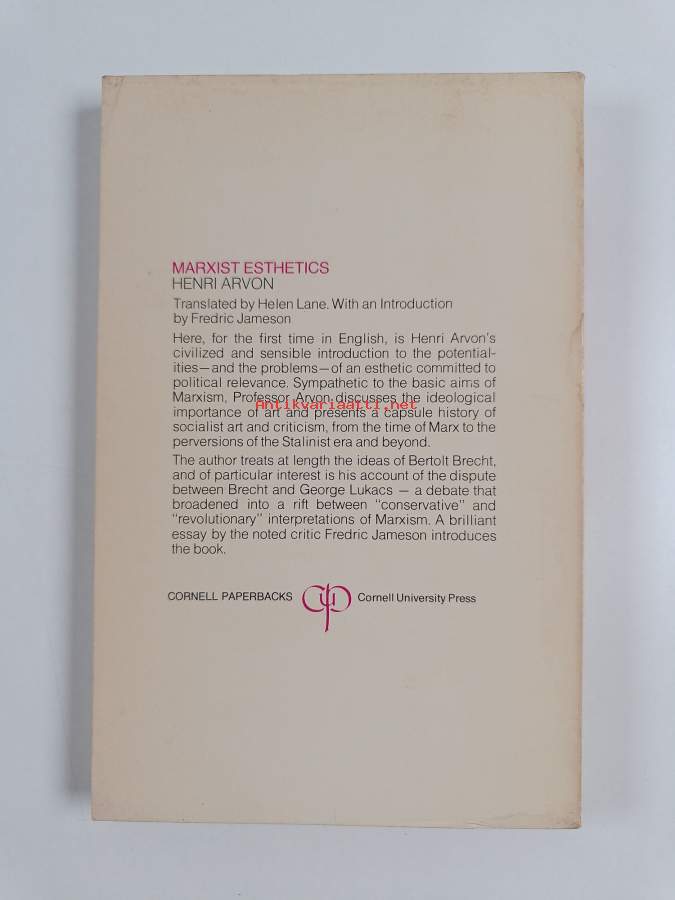 MARXIST ESTHETICS
HENRI ARVON
Translated by Helen Lane. With an Introduction
by Fredric Jameson
Here, for the first time in English, is Henri Arvon's
civilized and sensible introduction to the potential-
ities—and the problems—of an esthetic committed to
political relevance. Sympathetic to the basic aims of
Marxism, Professor Arvon discusses the ideological
Antikvariaatti.net
importance of art and presents a capsule history of
socialist art and criticism, from the time of Marx to the
perversions of the Stalinist era and beyond.
The author treats at length the ideas of Bertolt Brecht,
and of particular interest is his account of the dispute
between Brecht and George Lukacs — a debate that
broadened into a rift between "conservative" and
"revolutionary" interpretations of Marxism. A brilliant
essay by the noted critic Fredric Jameson introduces
the book.
CORNELL PAPERBACKS CUP Cornell University Press